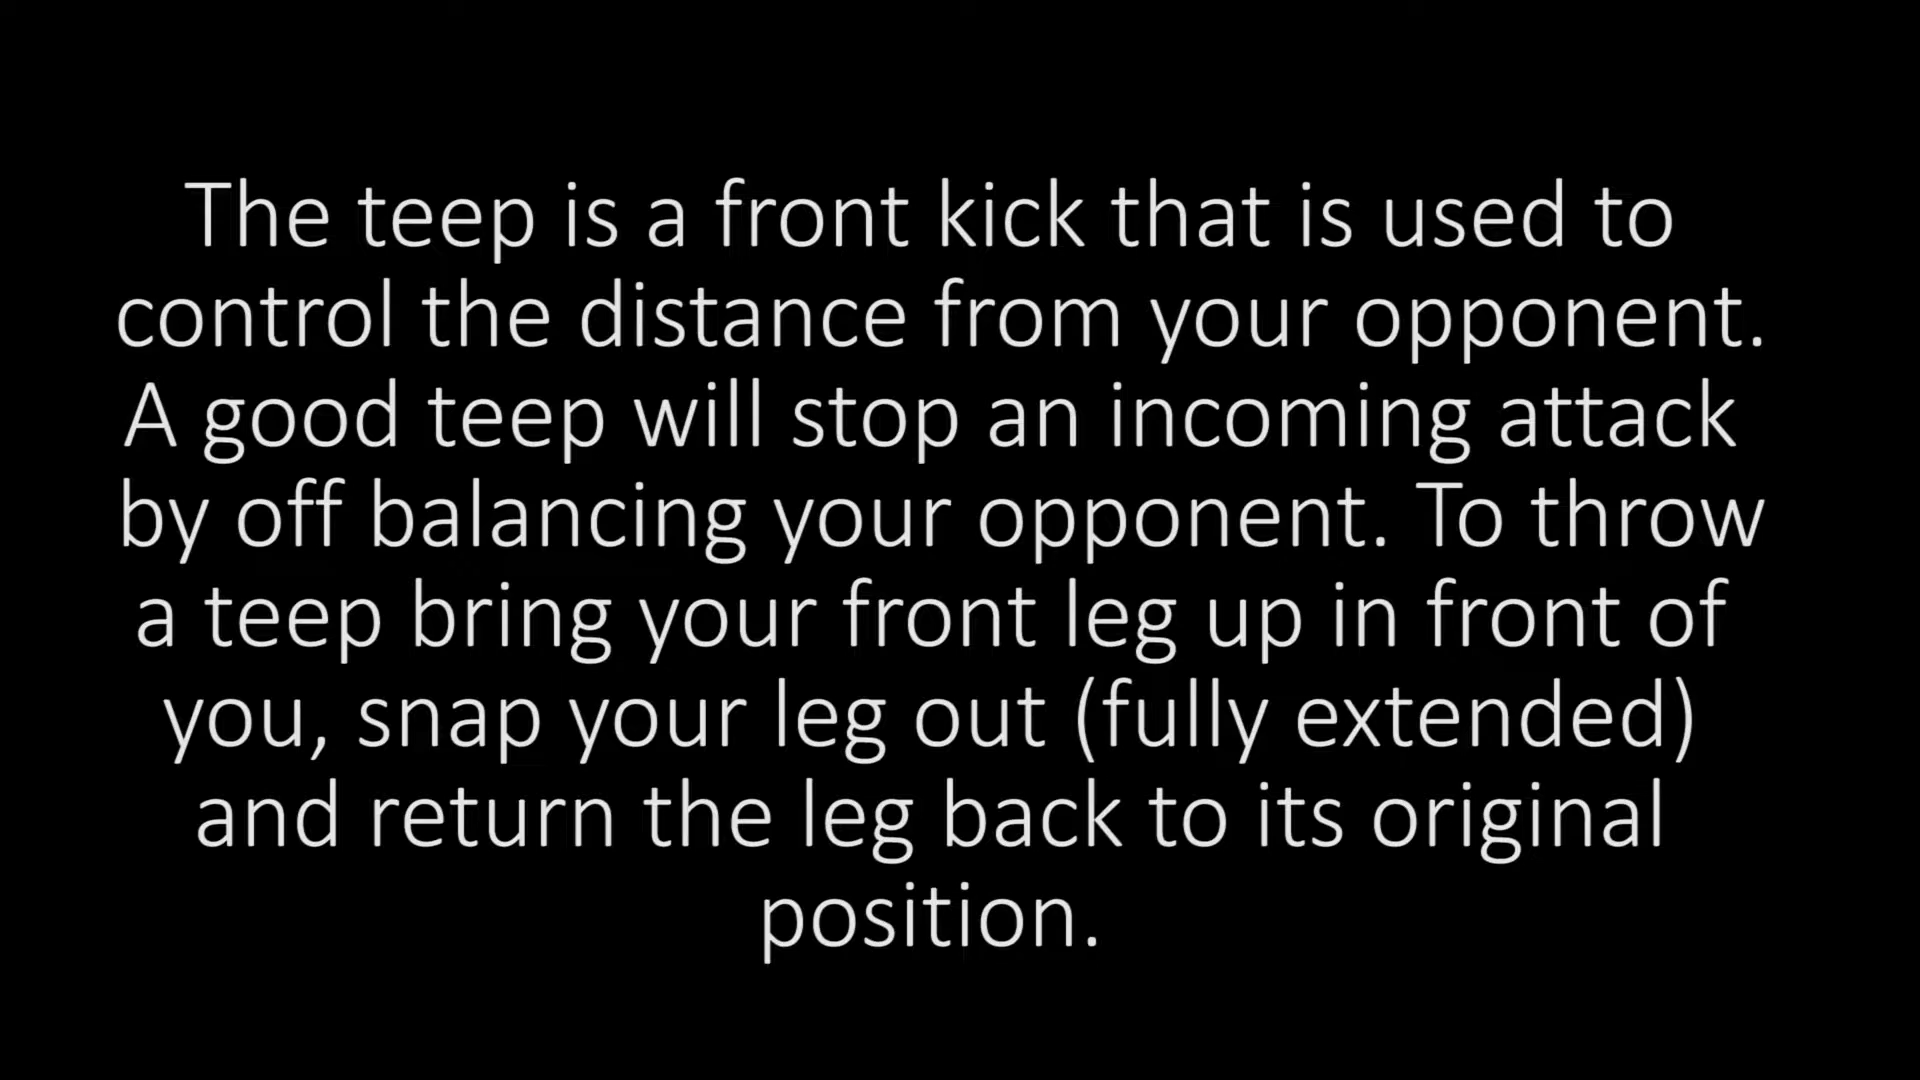 The teep is a front kick that is used to
control the distance from your opponent.
A good teep will stop an incoming attack
by off balancing your opponent. To throw
a teep bring your front leg up in front of
you, snap your leg out (fully extended)
and return the leg back to its original
position.